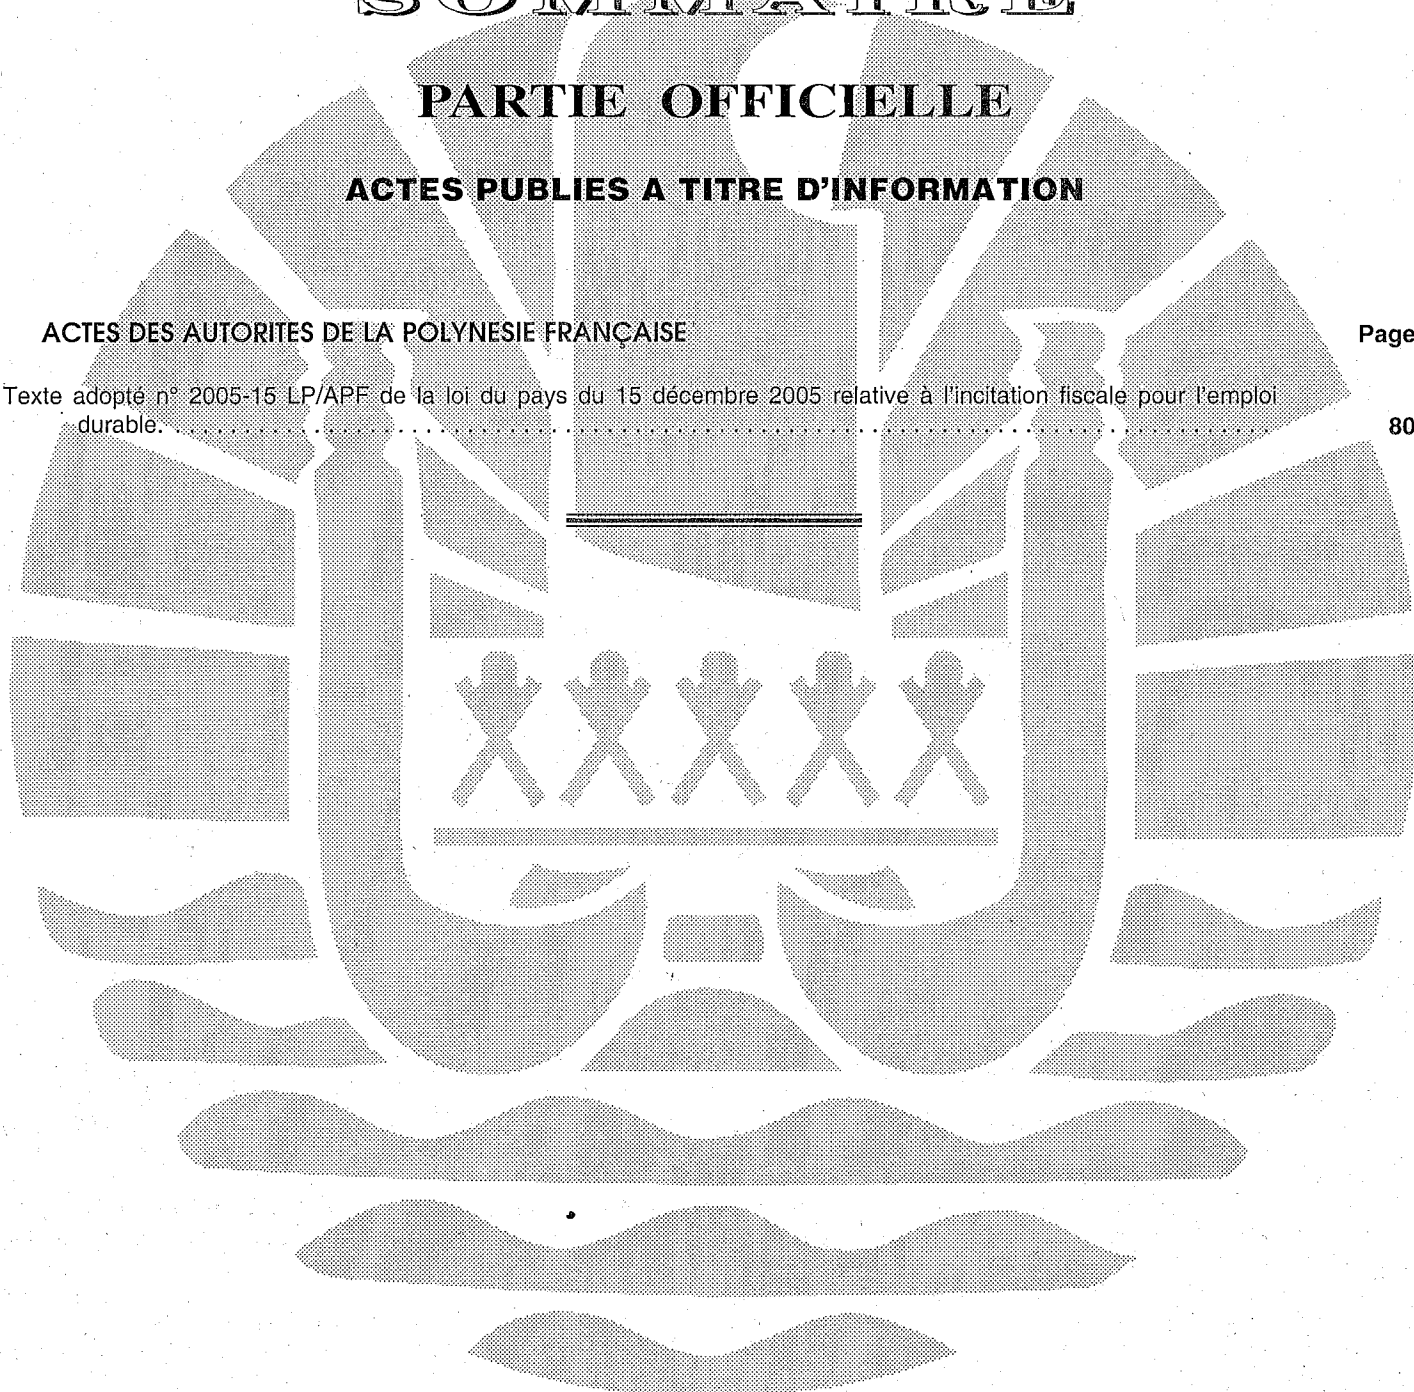 SOMMAIRE
PARTIE OFFICIELLE
ACTES PUBLIES A TITRE D'INFORMATION
ACTES DES AUTORITES DE LA POLYNESIE FRANÇAISE Page
Texte adopté n° 2005-15 LP/APF de la loi du pays du 15 décembre 2005 relative à l'incitation fiscale pour l'emploi
durable. . . . . . . . . . . . . . . . . . . . . . . . . . . . . . . . . . . . . . . . . . . . . . . . . . . . . . . . . . . . 80